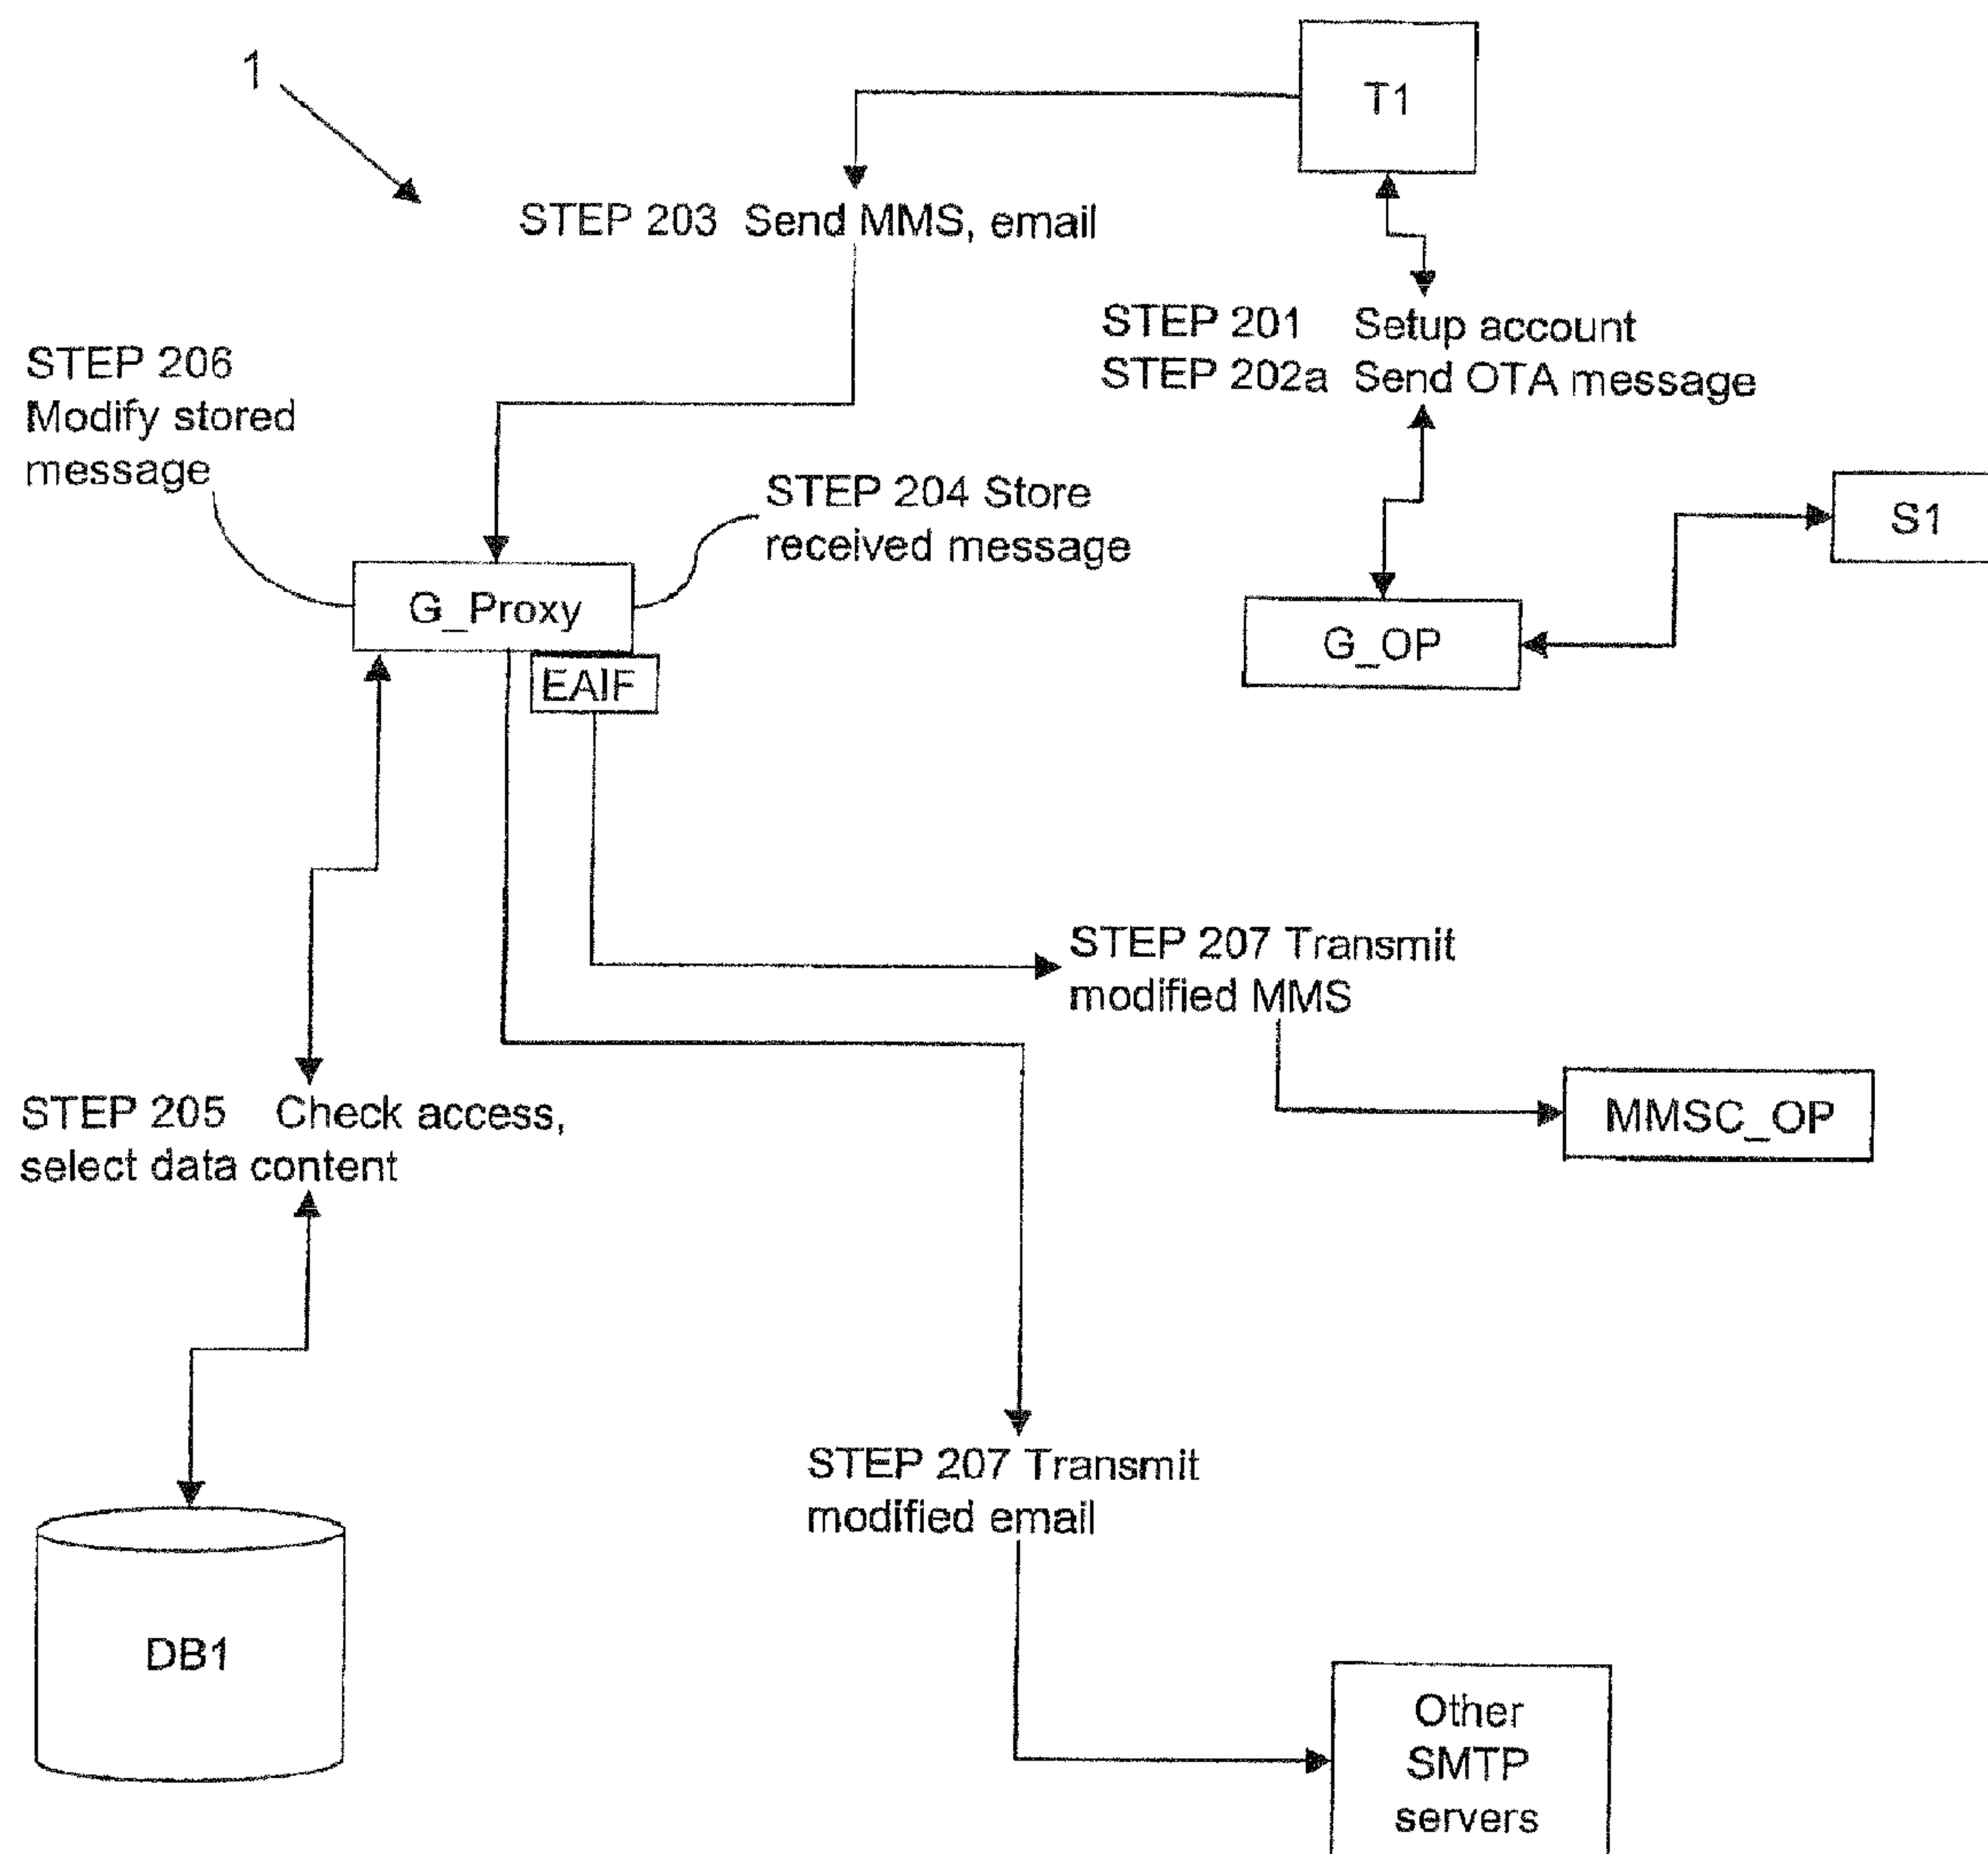 1
T1
STEP 203 Send MMS, email
STEP 201 Setup account
STEP 202a Send OTA message
STEP 206
Modify stored
message
STEP 204 Store
received message
S1
G_Proxy
G_OP
EAIF
STEP 207 Transmit
modified MMS
STEP 205 Check access,
select data content
MMSC_OP
STEP 207 Transmit
modified email
DB1
Other
SMTP
servers